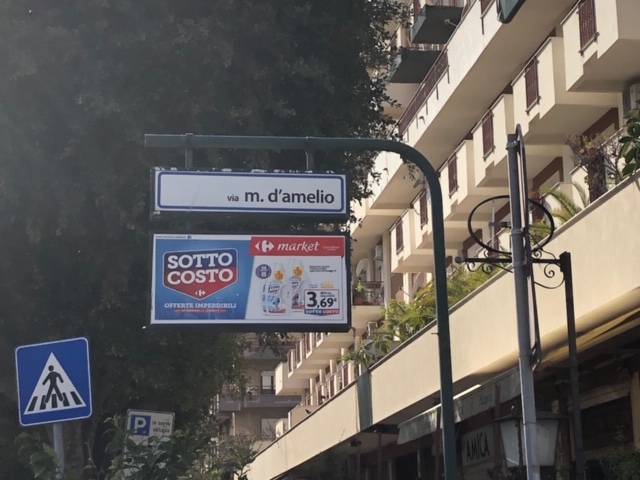 via m. d'amelio
market
SOTTO
COSTO
OFFERTE IMPERDIBILI
3,69
SOTTO COSTO
P
AMICA